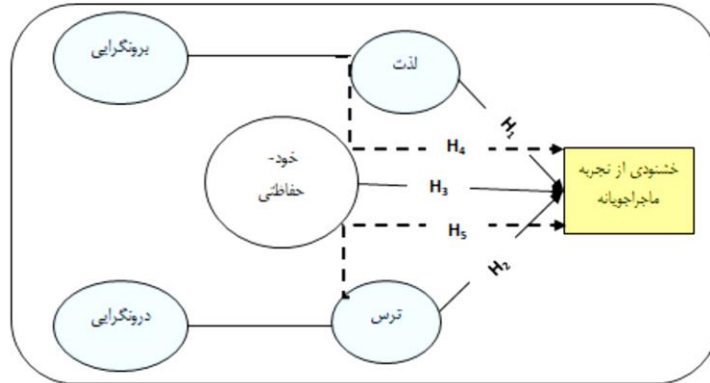 برونگرایی
لذت
H₁
خود-
حفاظتی
H₄
H₃
H₅
خشنودی از تجربه
ماجراجویانه
H₂
درونگرایی
ترس